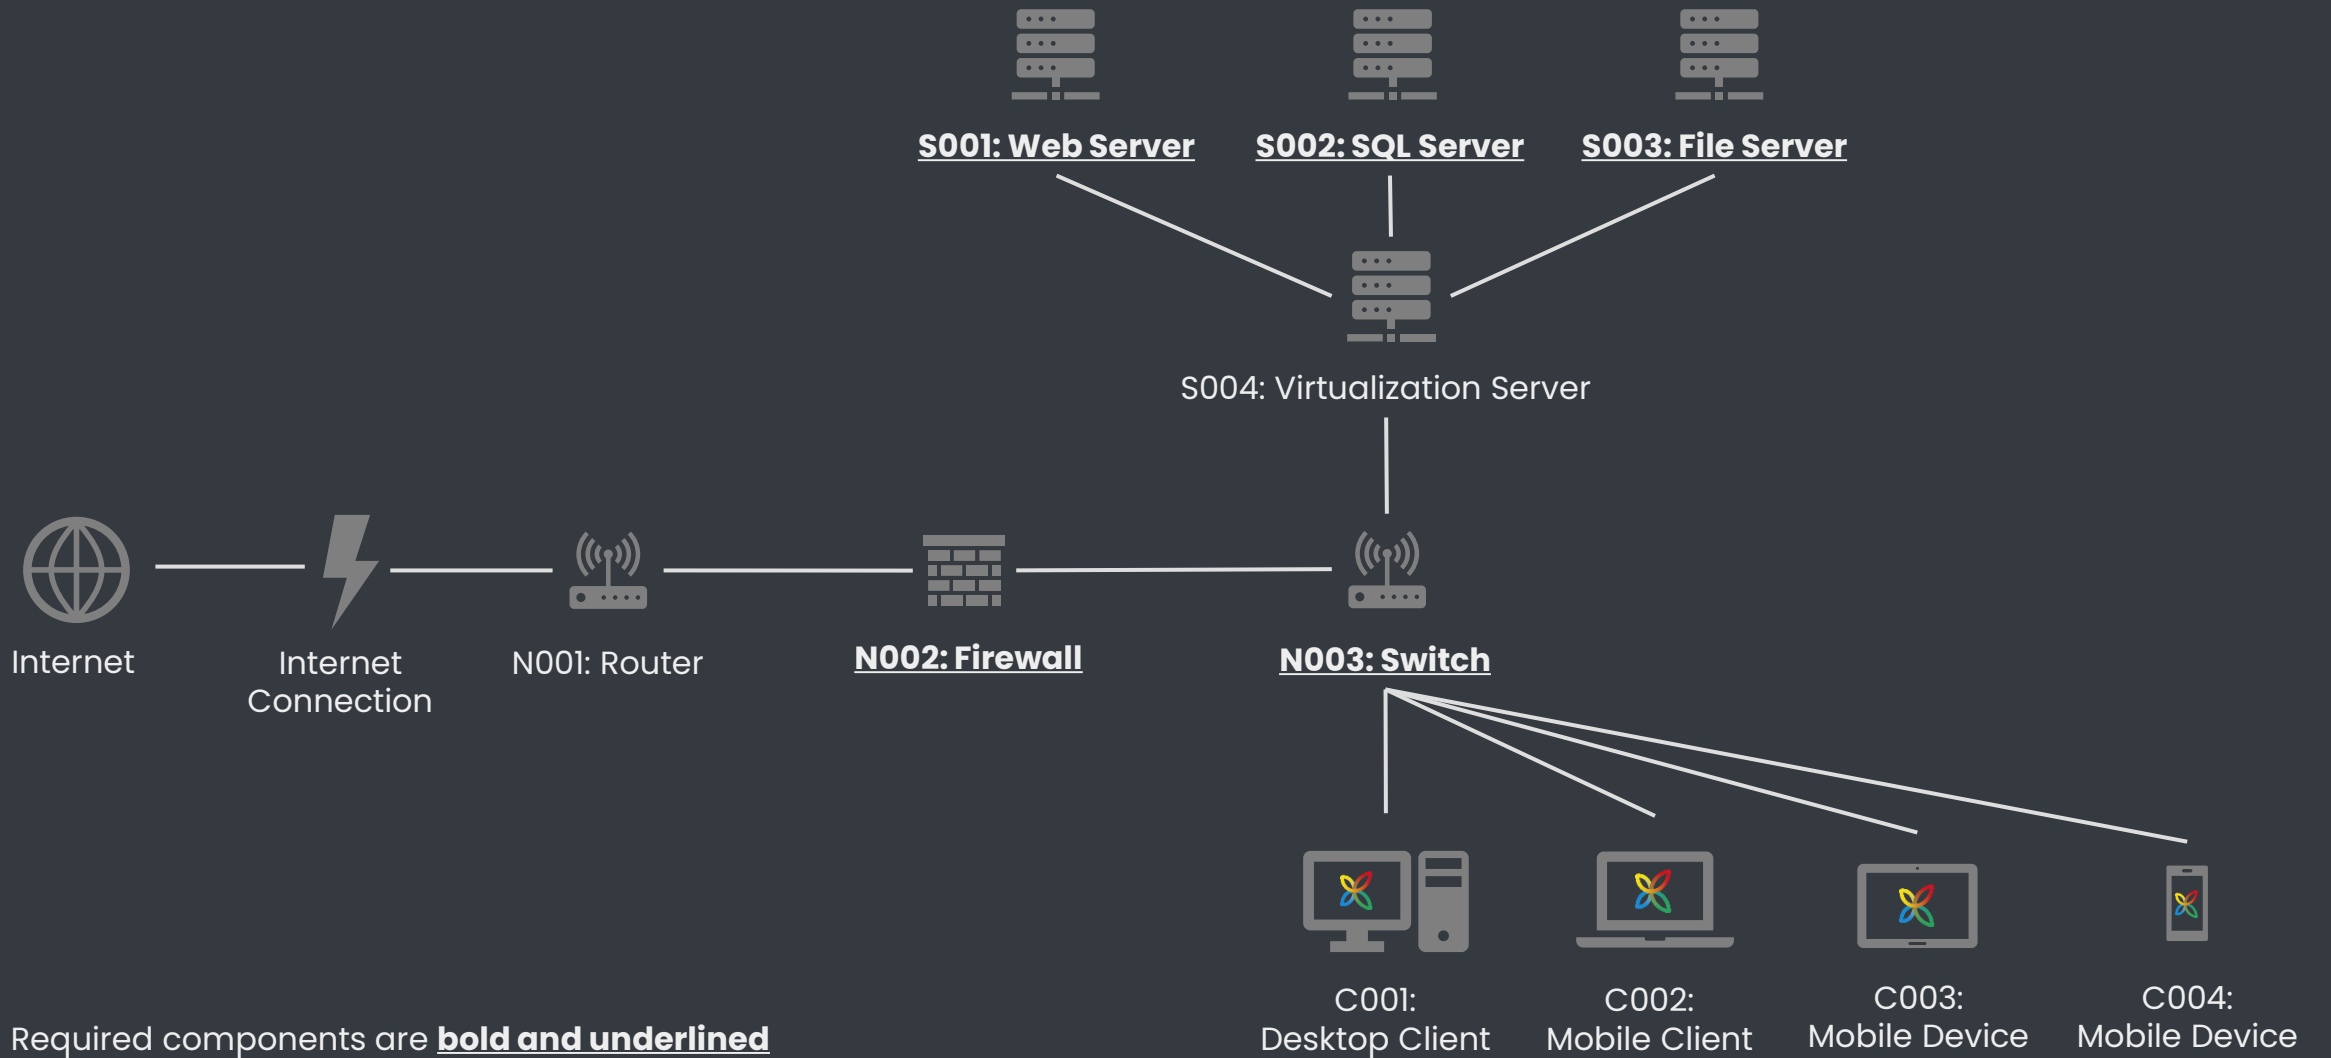 S001: Web Server
S002: SQL Server
S003: File Server
S004: Virtualization Server
Internet
Internet
Connection
N001: Router
N002: Firewall
N003: Switch
C001:
Desktop Client
C002:
Mobile Client
C003:
Mobile Device
C004:
Mobile Device
Required components are bold and underlined